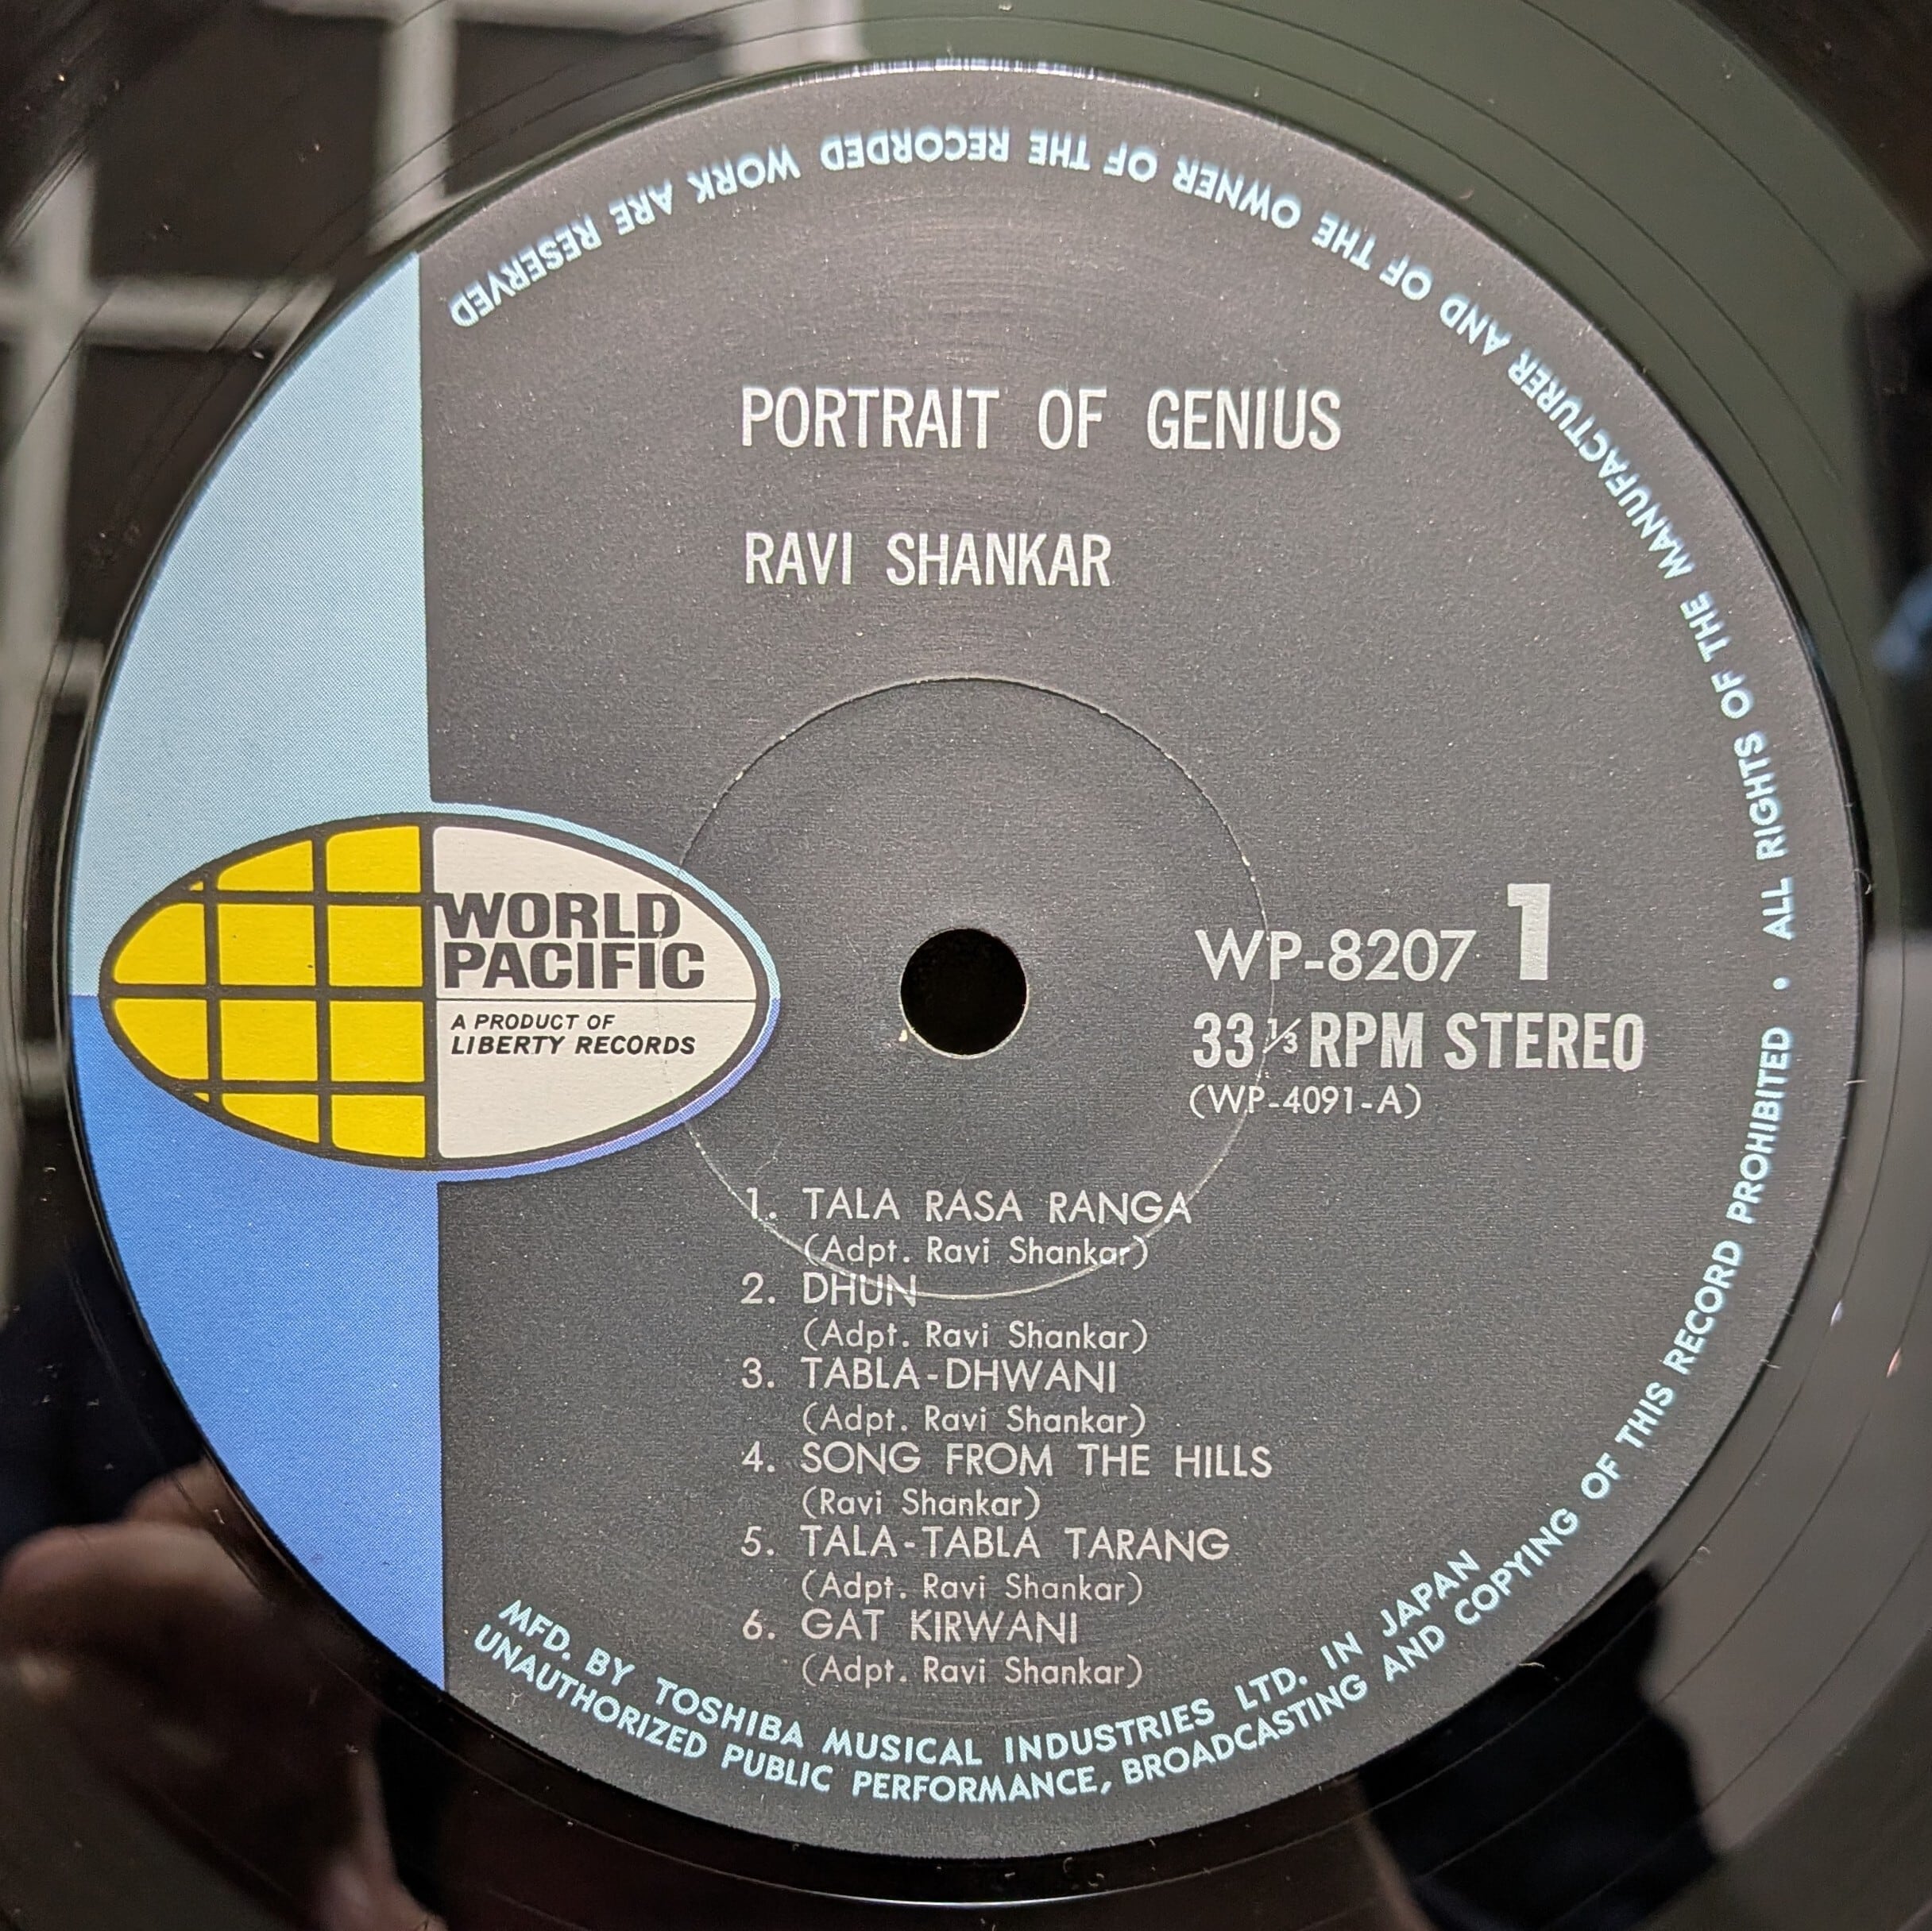 PORTRAIT OF GENIUS
RAVI SHANKAR
WORLD
PACIFIC
A PRODUCT OF
LIBERTY RECORDS
WP-8207 1
33 1/3 RPM STEREO
(WP-4091-A)
1. TALA RASA RANGA
(Adpt. Ravi Shankar)
2. DHUN
(Adpt. Ravi Shankar)
3. TABLA-DHWANI
(Adpt. Ravi Shankar)
4. SONG FROM THE HILLS
(Ravi Shankar)
5. TALA-TABLA TARANG
(Adpt. Ravi Shankar)
6. GAT KIRWANI
(Adpt. Ravi Shankar)
MFD. BY TOSHIBA MUSICAL INDUSTRIES LTD. IN JAPAN
UNAUTHORIZED PUBLIC PERFORMANCE, BROADCASTING AND COPYING OF THIS RECORD PROHIBITED • ALL RIGHTS OF THE MANUFACTURER AND OF THE OWNER OF THE RECORDED WORK ARE RESERVED